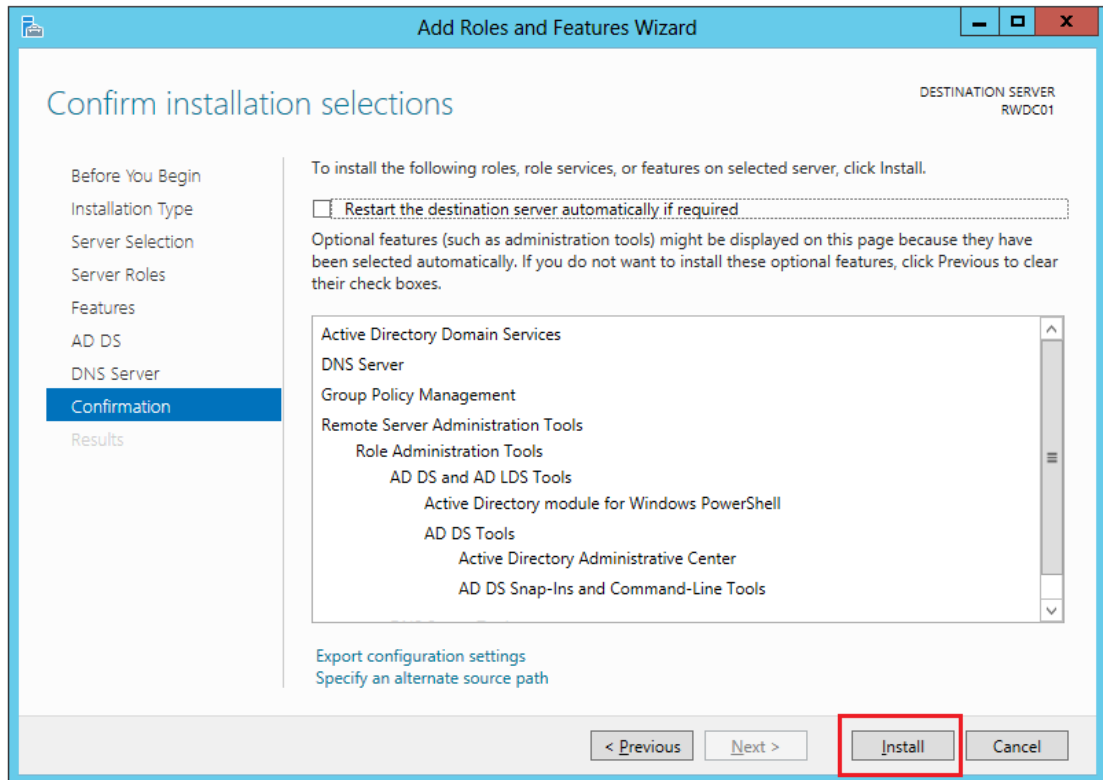 Add Roles and Features Wizard
Confirm installation selections
DESTINATION SERVER
RWDC01
Before You Begin
Installation Type
Server Selection
Server Roles
Features
AD DS
DNS Server
Confirmation
Results
To install the following roles, role services, or features on selected server, click Install.
Restart the destination server automatically if required
Optional features (such as administration tools) might be displayed on this page because they have
been selected automatically. If you do not want to install these optional features, click Previous to clear
their check boxes.
Active Directory Domain Services
DNS Server
Group Policy Management
Remote Server Administration Tools
Role Administration Tools
AD DS and AD LDS Tools
Active Directory module for Windows PowerShell
AD DS Tools
Active Directory Administrative Center
AD DS Snap-Ins and Command-Line Tools
Export configuration settings
Specify an alternate source path
< Previous
Next >
Install
Cancel